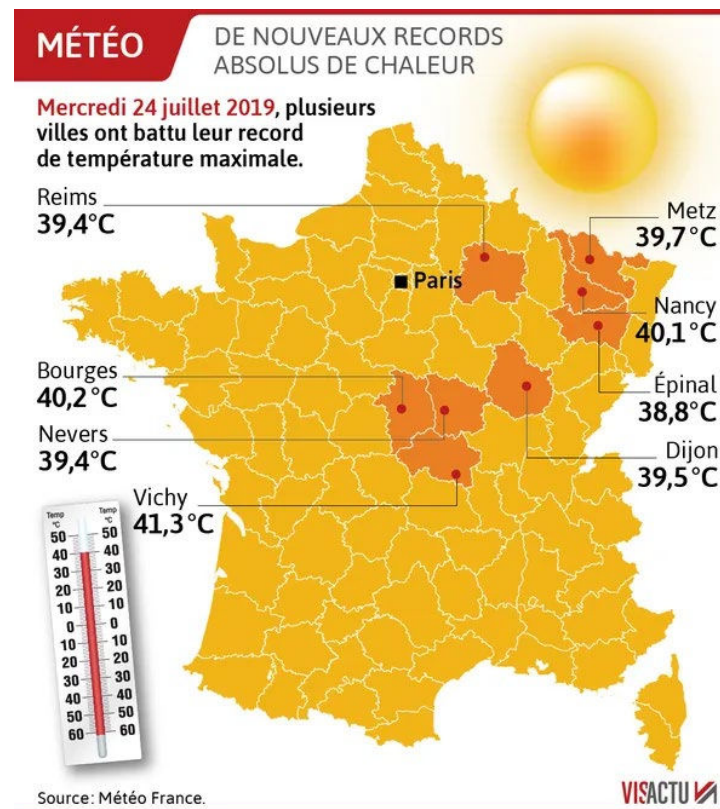 MÉTÉO
DE NOUVEAUX RECORDS
ABSOLUS DE CHALEUR
Mercredi 24 juillet 2019, plusieurs
villes ont battu leur record
de température maximale.
Reims
39,4°C
Metz
39,7°C
Paris
Nancy
40,1°C
Bourges
40,2°C
Épinal
38,8°C
Nevers
39,4°C
Dijon
39,5°C
Vichy
41,3°C
Temp Temp
°C °C
50 50
40 40
30 30
20 20
10 10
0 0
10 10
20 20
30 30
40 40
50 50
60 60
Source: Météo France.
VISACTU